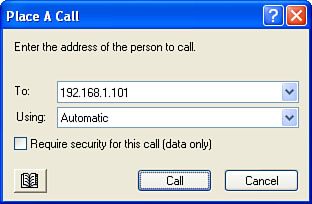 Place A Call
Enter the address of the person to call.
To: 192.168.1.101
Using: Automatic
Require security for this call (data only)
Call Cancel